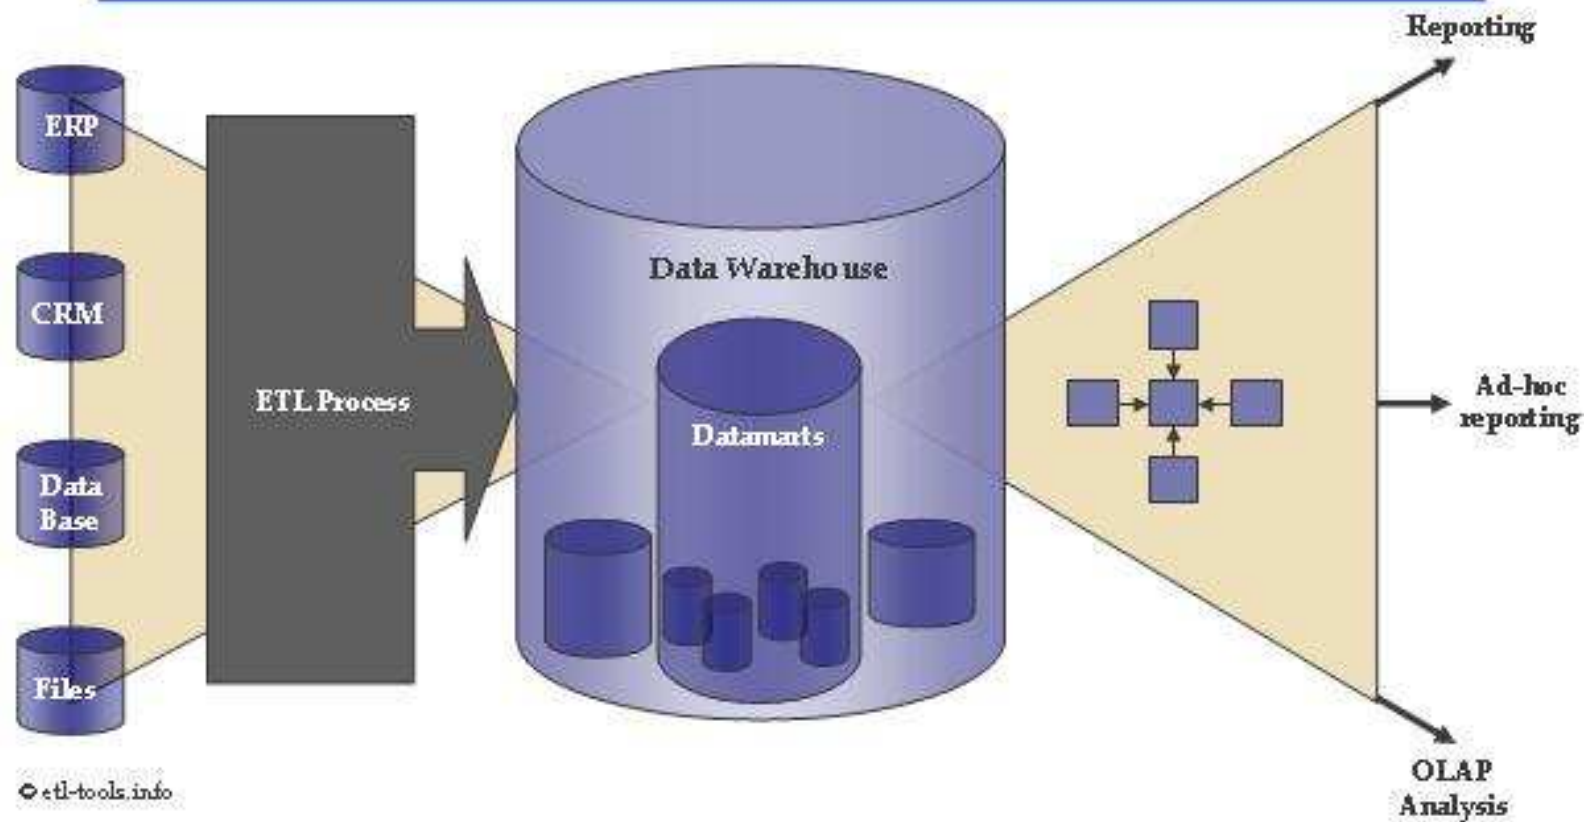 Reporting
ERP
CRM
Data Warehouse
ETL Process
Ad-hoc
reporting
Datamarts
Data
Base
Files
OLAP
Analysis
© etl-tools.info